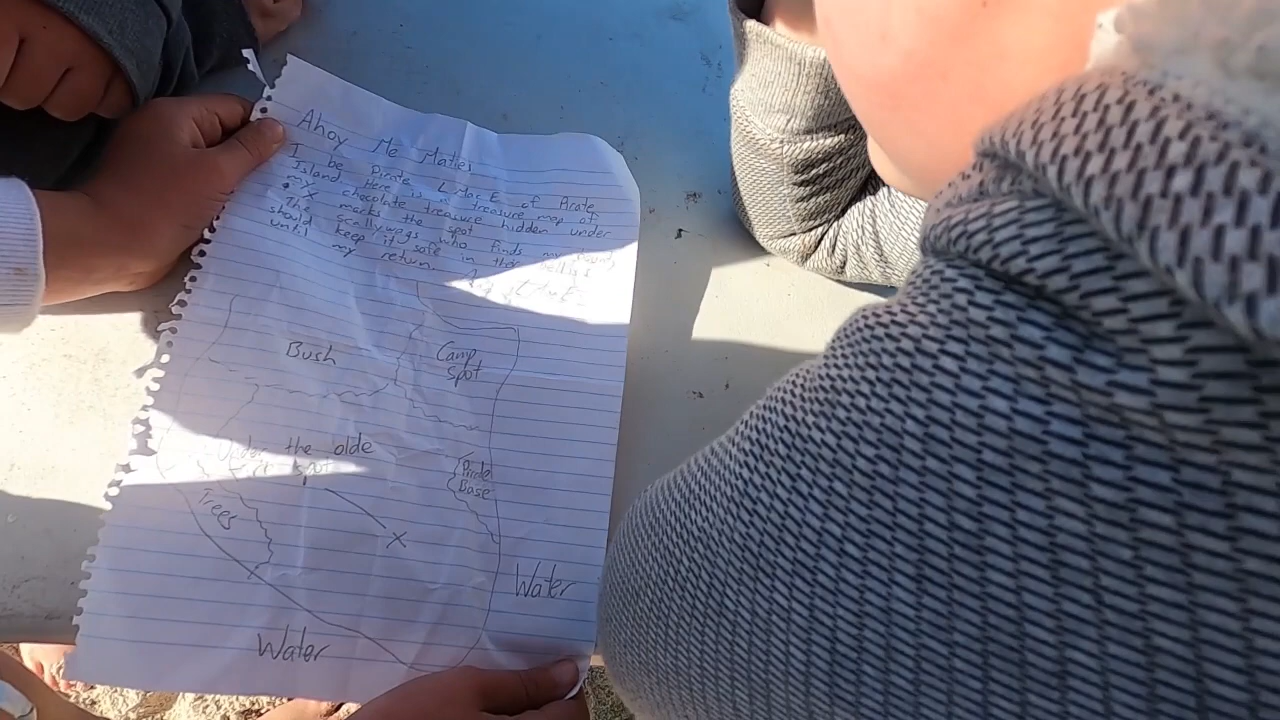 Ahoy Me Maties
I be Pirate of Pirate
Island Here is a treasure map of
my chocolate treasure hidden under
X marks the spot
The scallywags who finds my
should keep it safe in their
until my return
Bush
Camp
Spot
Under the olde
spot
Pirate
Base
Trees
X
Water
Water